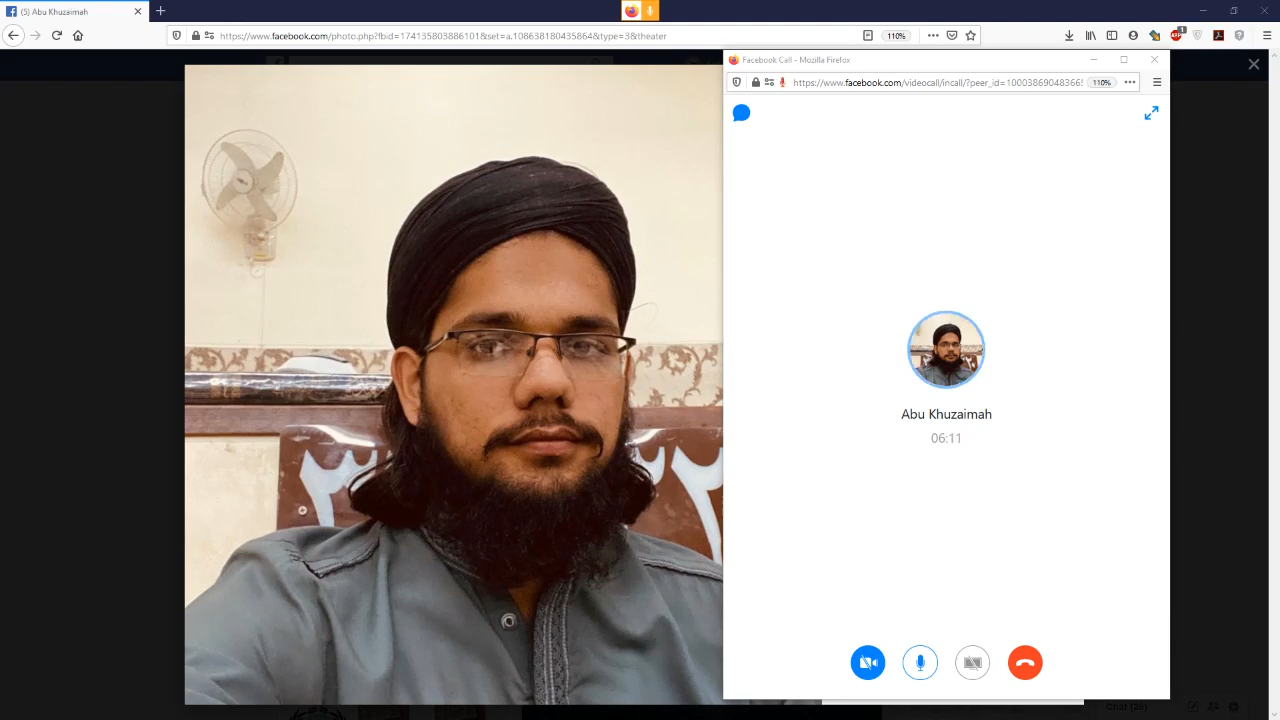 (5) Abu Khuzaimah
https://www.facebook.com/photo.php?fbid=174135803886101&set=a.108638180435864&type=3&theater
110%
Facebook Call - Mozilla Firefox
https://www.facebook.com/videocall/incall/?peer_id=10003869048366
110%
Abu Khuzaimah
06:11
Chat (26)